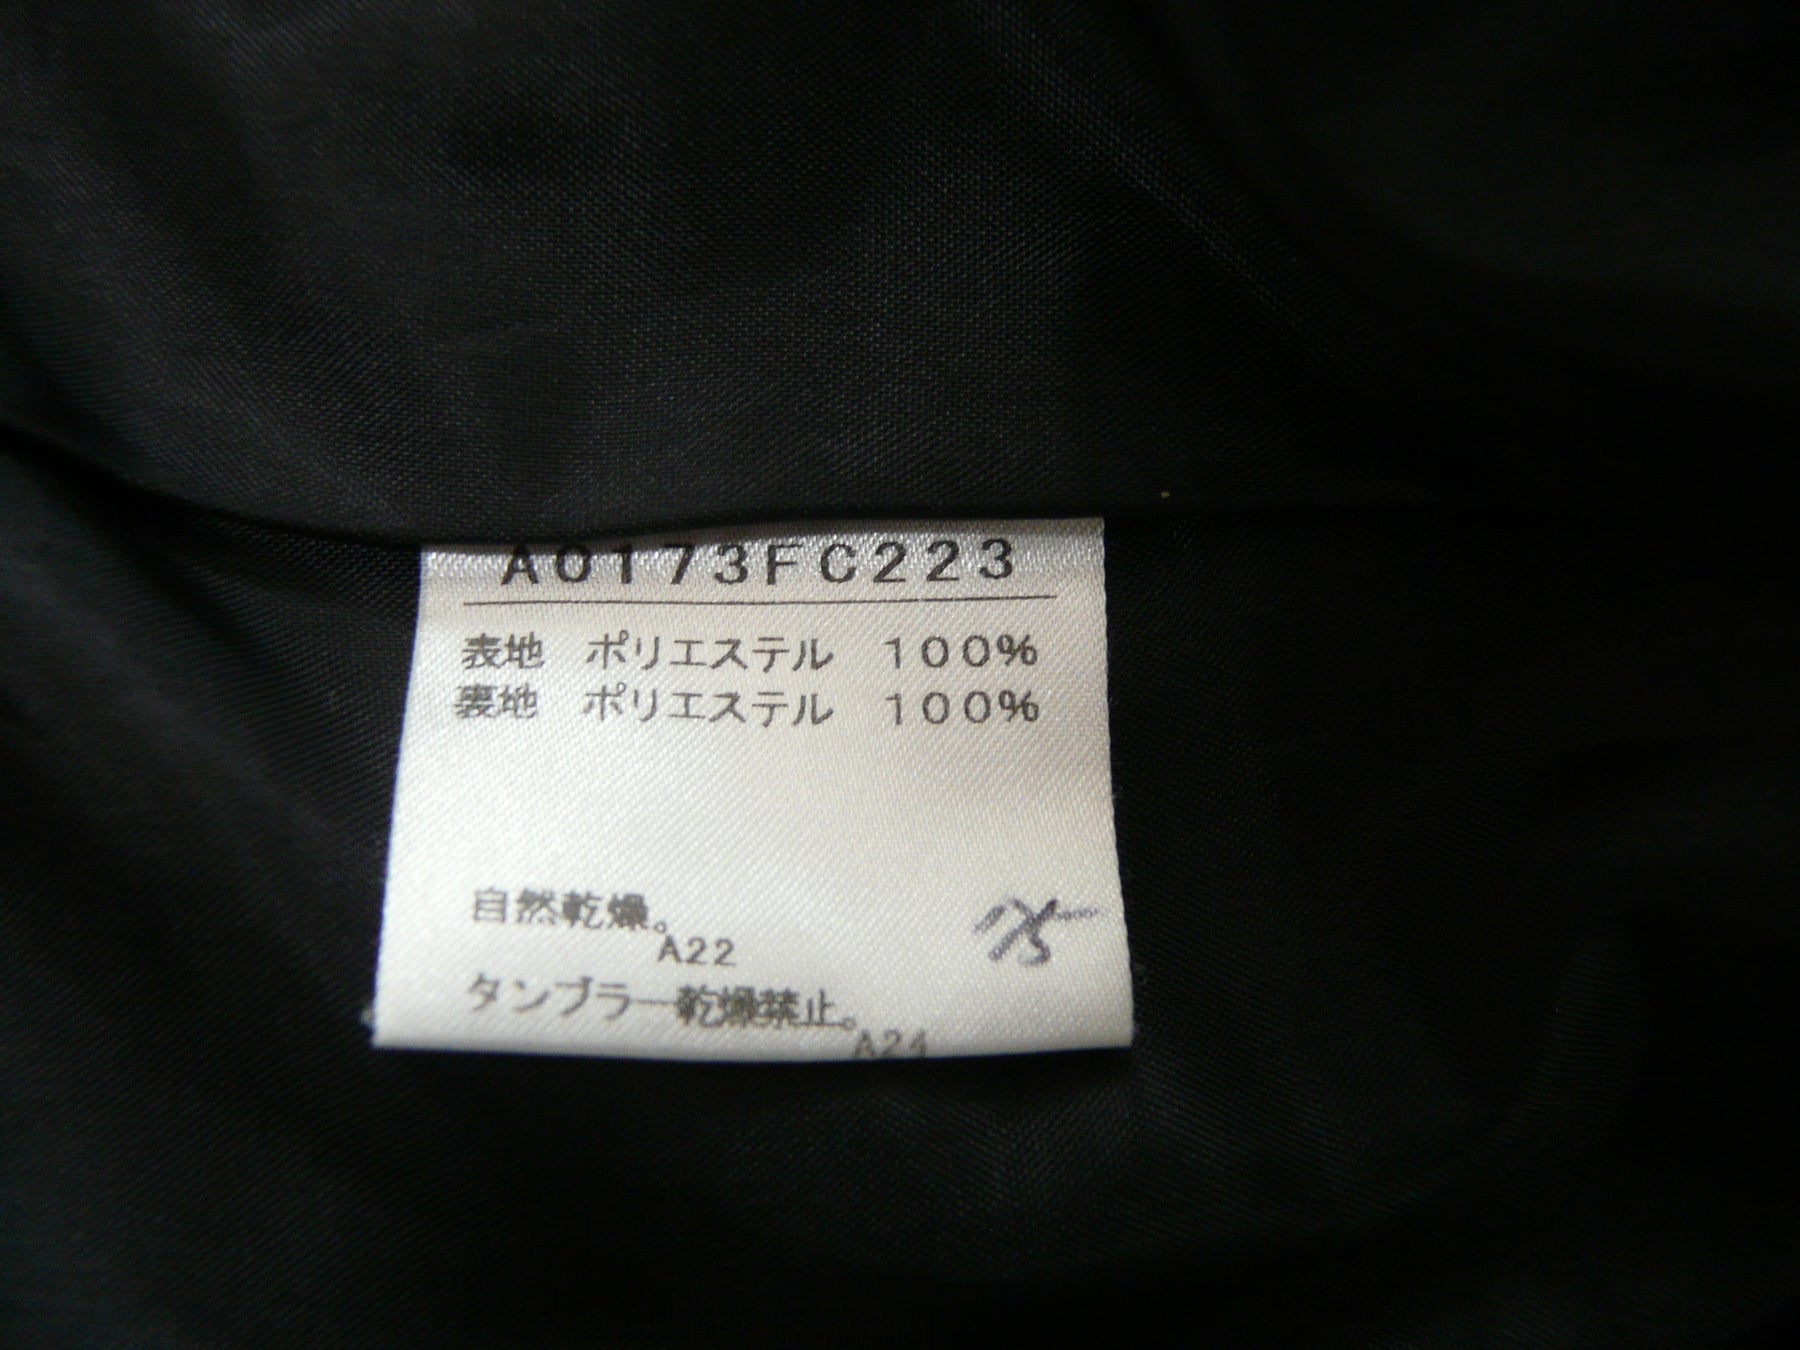 A0173FC223
表地 ポリエステル 100%
裏地 ポリエステル 100%
自然乾燥。
A22
タンブラー乾燥禁止。
A24